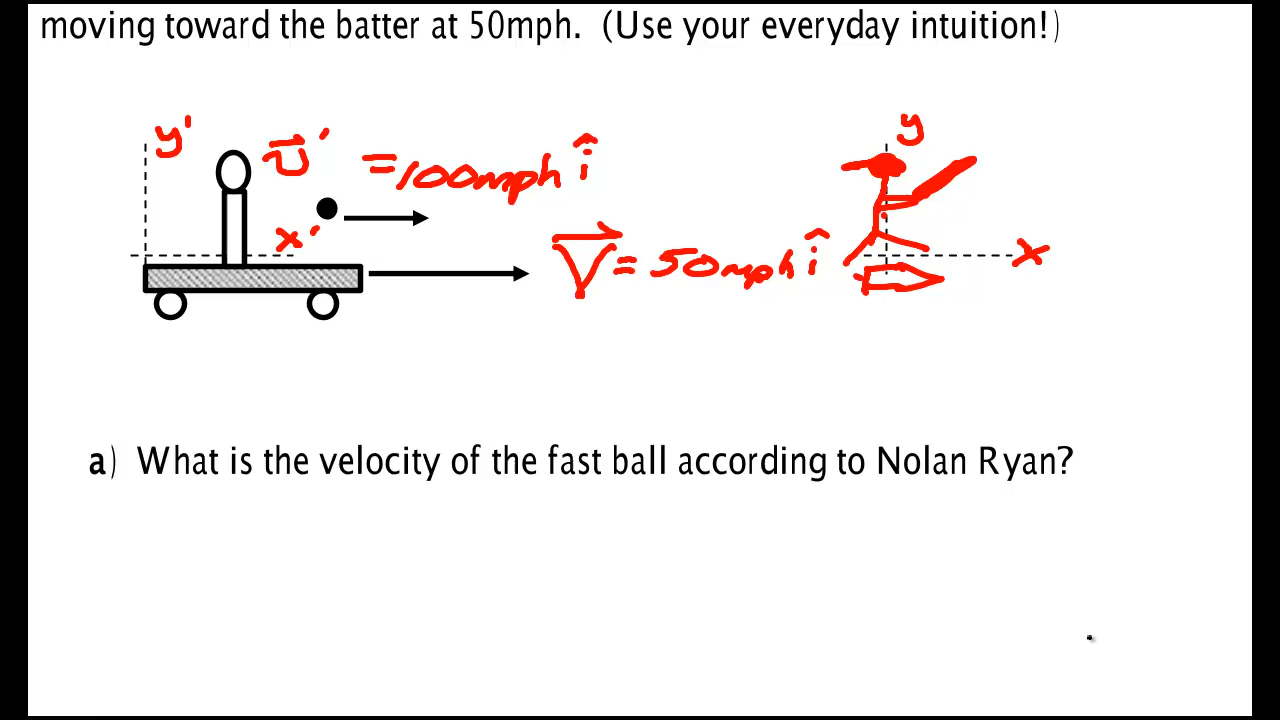 moving toward the batter at 50mph. (Use your everyday intuition!)
y' v⃗' = 100mph î y
x' V⃗ = 50mph î x
a) What is the velocity of the fast ball according to Nolan Ryan?